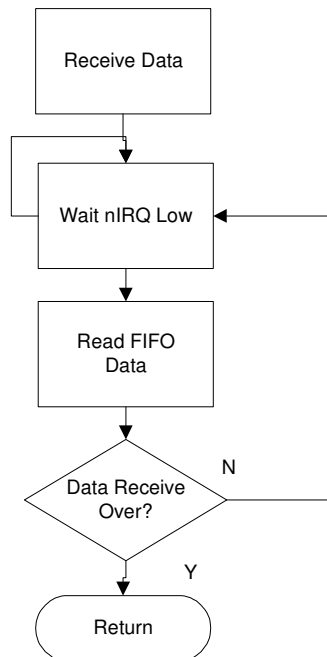 Receive Data
Wait nIRQ Low
Read FIFO
Data
Data Receive
Over?
N
Y
Return